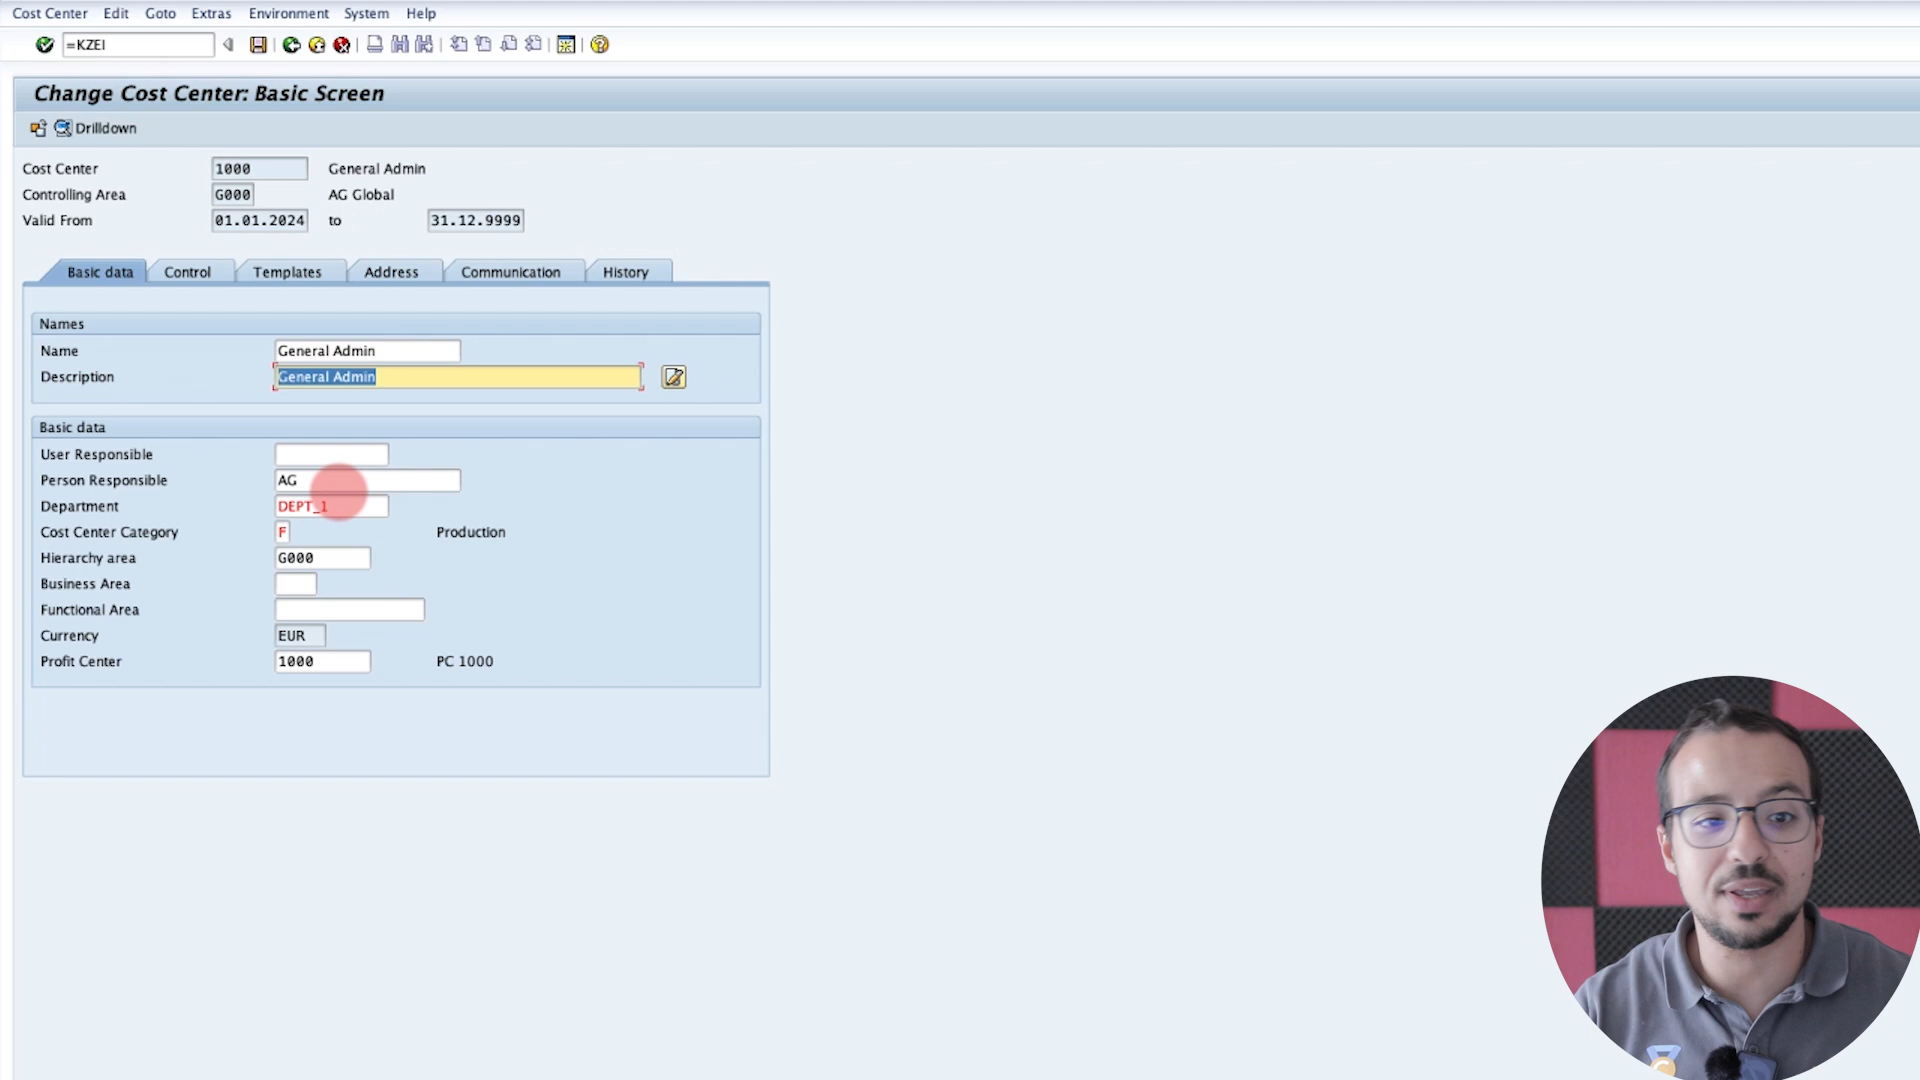 Cost Center Edit Goto Extras Environment System Help
=KZEI
Change Cost Center: Basic Screen
Drilldown
Cost Center 1000 General Admin
Controlling Area G000 AG Global
Valid From 01.01.2024 to 31.12.9999
Basic data Control Templates Address Communication History
Names
Name General Admin
Description General Admin
Basic data
User Responsible
Person Responsible AG
Department DEPT_1
Cost Center Category F Production
Hierarchy area G000
Business Area
Functional Area
Currency EUR
Profit Center 1000 PC 1000